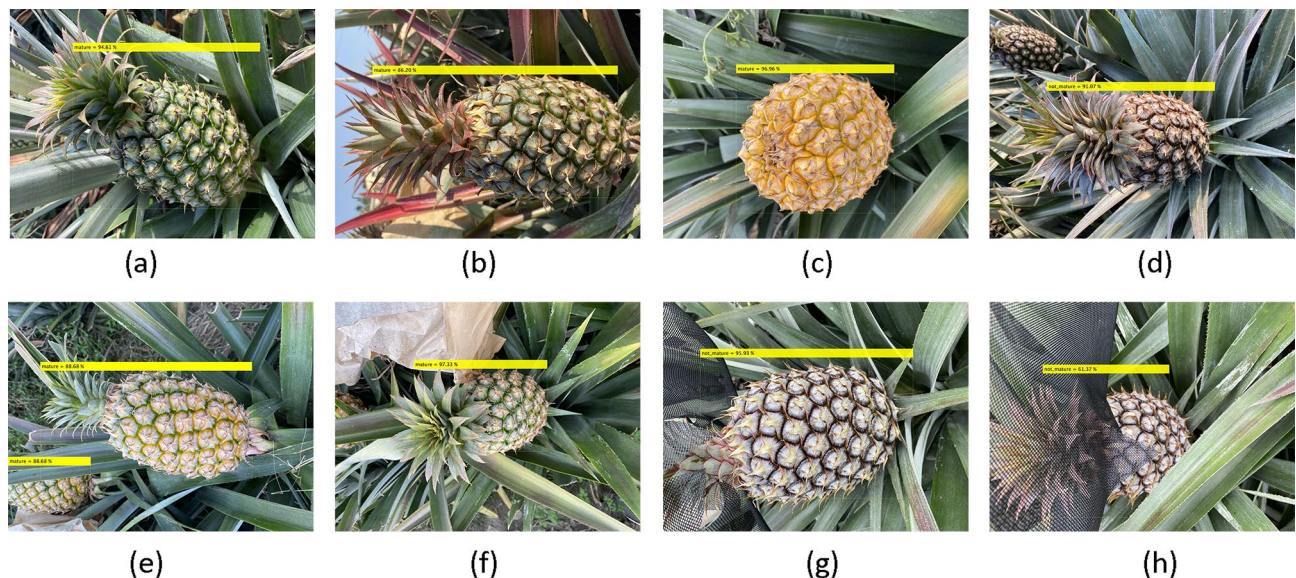 mature = 94.61 %
mature = 86.20 %
mature = 96.96 %
not_mature = 91.07 %
(a)
(b)
(c)
(d)
mature = 88.68 %
mature = 88.68 %
mature = 97.33 %
not_mature = 95.93 %
not_mature = 61.37 %
(e)
(f)
(g)
(h)